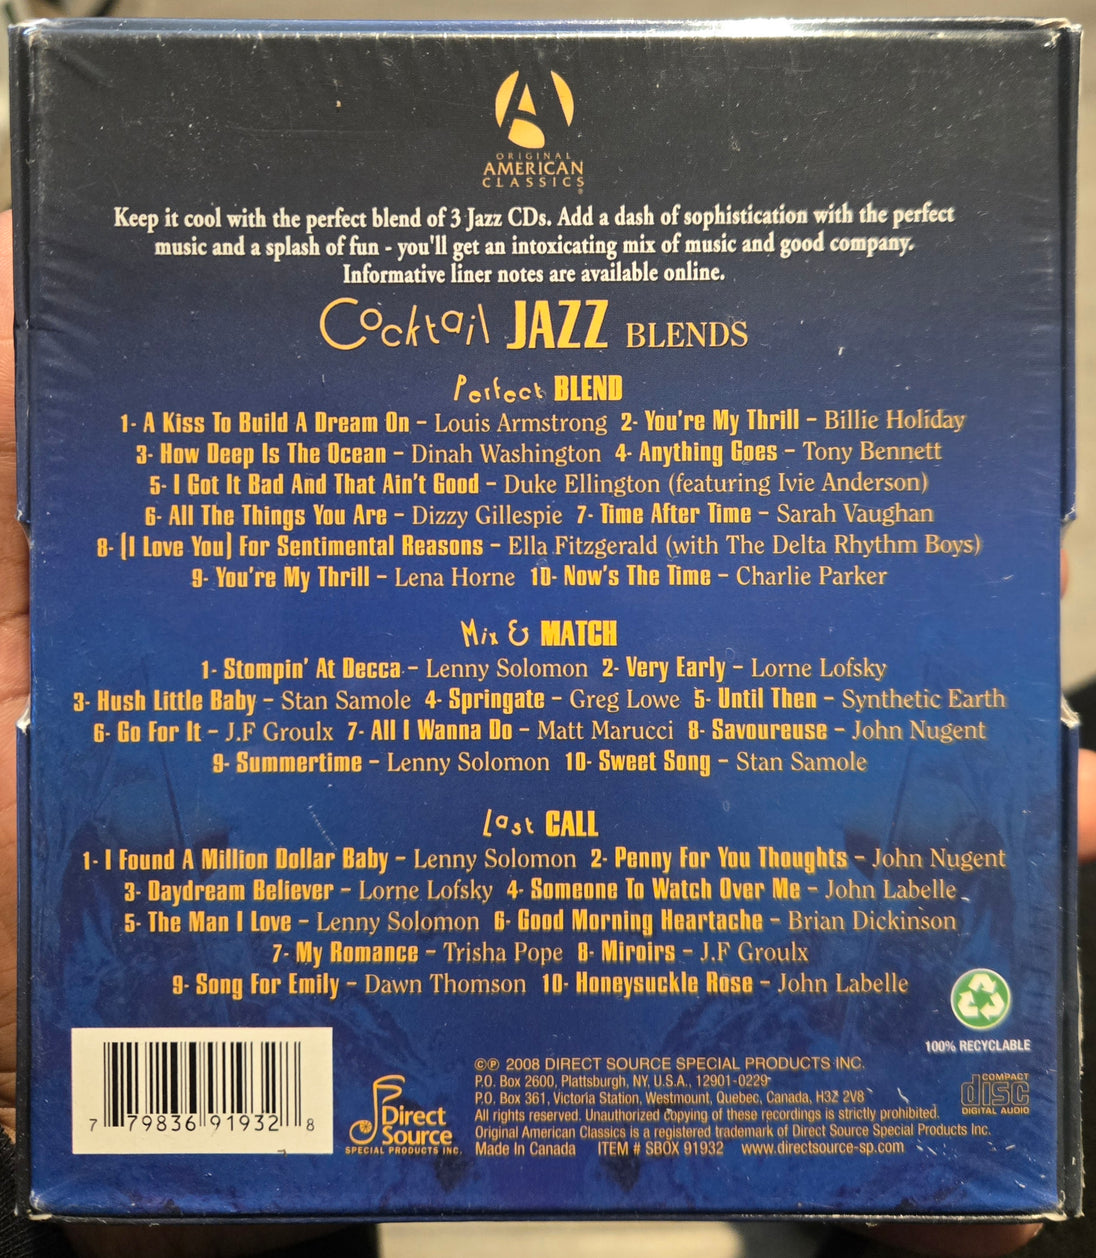 ORIGINAL
AMERICAN
CLASSICS
®
Keep it cool with the perfect blend of 3 Jazz CDs. Add a dash of sophistication with the perfect
music and a splash of fun - you'll get an intoxicating mix of music and good company.
Informative liner notes are available online.
Cocktail JAZZ BLENDS
Perfect BLEND
1- A Kiss To Build A Dream On – Louis Armstrong 2- You're My Thrill – Billie Holiday
3- How Deep Is The Ocean – Dinah Washington 4- Anything Goes – Tony Bennett
5- I Got It Bad And That Ain't Good – Duke Ellington (featuring Ivie Anderson)
6- All The Things You Are – Dizzy Gillespie 7- Time After Time – Sarah Vaughan
8- (I Love You) For Sentimental Reasons – Ella Fitzgerald (with The Delta Rhythm Boys)
9- You're My Thrill – Lena Horne 10- Now's The Time – Charlie Parker
Mix & MATCH
1- Stompin' At Decca – Lenny Solomon 2- Very Early – Lorne Lofsky
3- Hush Little Baby – Stan Samole 4- Springate – Greg Lowe 5- Until Then – Synthetic Earth
6- Go For It – J.F Groulx 7- All I Wanna Do – Matt Marucci 8- Savoureuse – John Nugent
9- Summertime – Lenny Solomon 10- Sweet Song – Stan Samole
Last CALL
1- I Found A Million Dollar Baby – Lenny Solomon 2- Penny For You Thoughts – John Nugent
3- Daydream Believer – Lorne Lofsky 4- Someone To Watch Over Me – John Labelle
5- The Man I Love – Lenny Solomon 6- Good Morning Heartache – Brian Dickinson
7- My Romance – Trisha Pope 8- Miroirs – J.F Groulx
9- Song For Emily – Dawn Thomson 10- Honeysuckle Rose – John Labelle
100% RECYCLABLE
7 79836 91932 8
Direct
Source
SPECIAL PRODUCTS INC.
©℗ 2008 DIRECT SOURCE SPECIAL PRODUCTS INC.
P.O. Box 2600, Plattsburgh, NY, U.S.A., 12901-0229
P.O. Box 361, Victoria Station, Westmount, Quebec, Canada, H3Z 2V8
All rights reserved. Unauthorized copying of these recordings is strictly prohibited.
Original American Classics is a registered trademark of Direct Source Special Products Inc.
Made In Canada ITEM # SBOX 91932 www.directsource-sp.com
COMPACT
disc
DIGITAL AUDIO